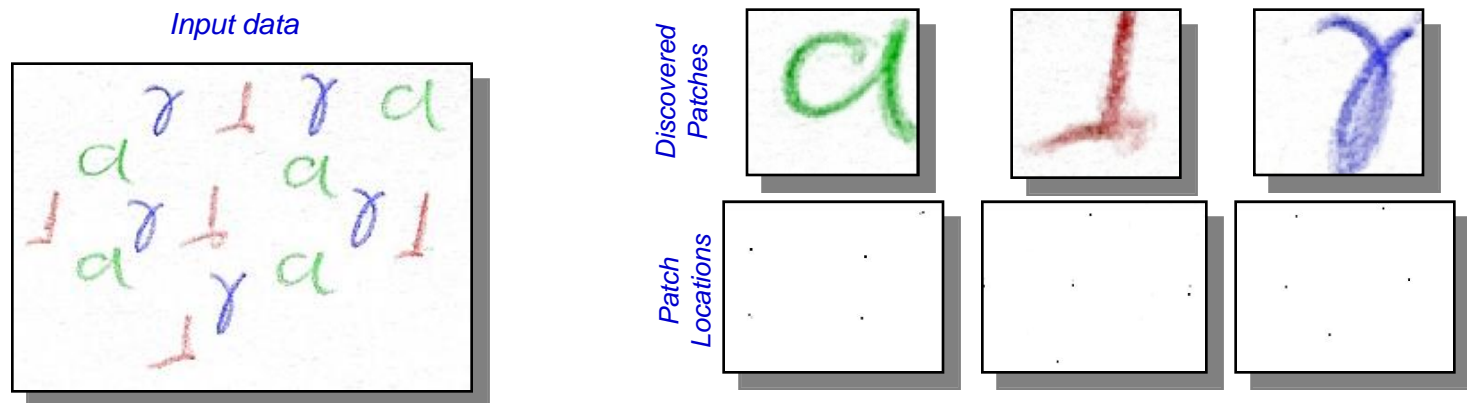 Input data
Discovered
Patches
Patch
Locations